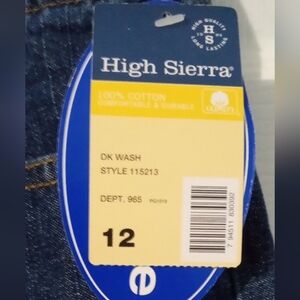 HIGH QUALITY
H
S
LONG LASTING
High Sierra®
100% COTTON
COMFORTABLE & DURABLE
DK WASH
STYLE 115213
DEPT. 965
12